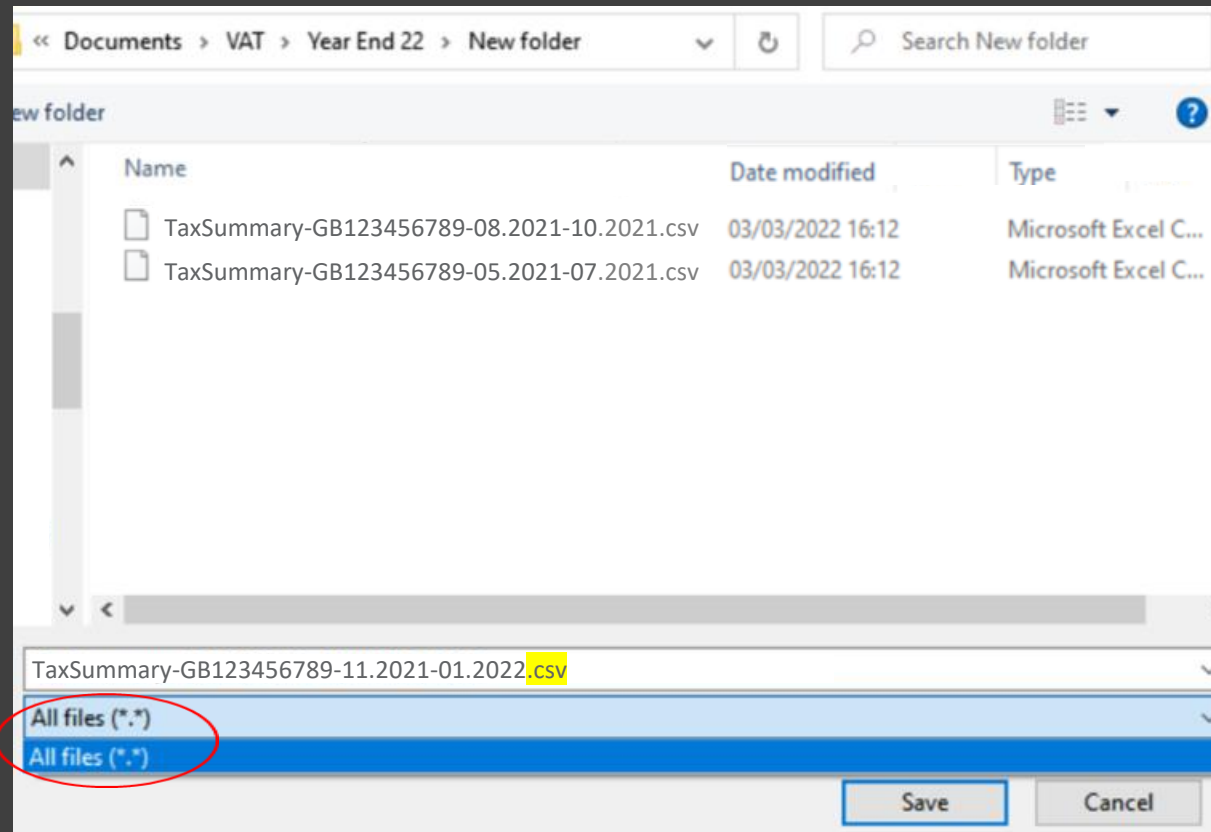 « Documents > VAT > Year End 22 > New folder
Search New folder
ew folder
?
Name Date modified Type
TaxSummary-GB123456789-08.2021-10.2021.csv 03/03/2022 16:12 Microsoft Excel C...
TaxSummary-GB123456789-05.2021-07.2021.csv 03/03/2022 16:12 Microsoft Excel C...
TaxSummary-GB123456789-11.2021-01.2022.csv
All files (*.*)
All files (*.*)
Save Cancel